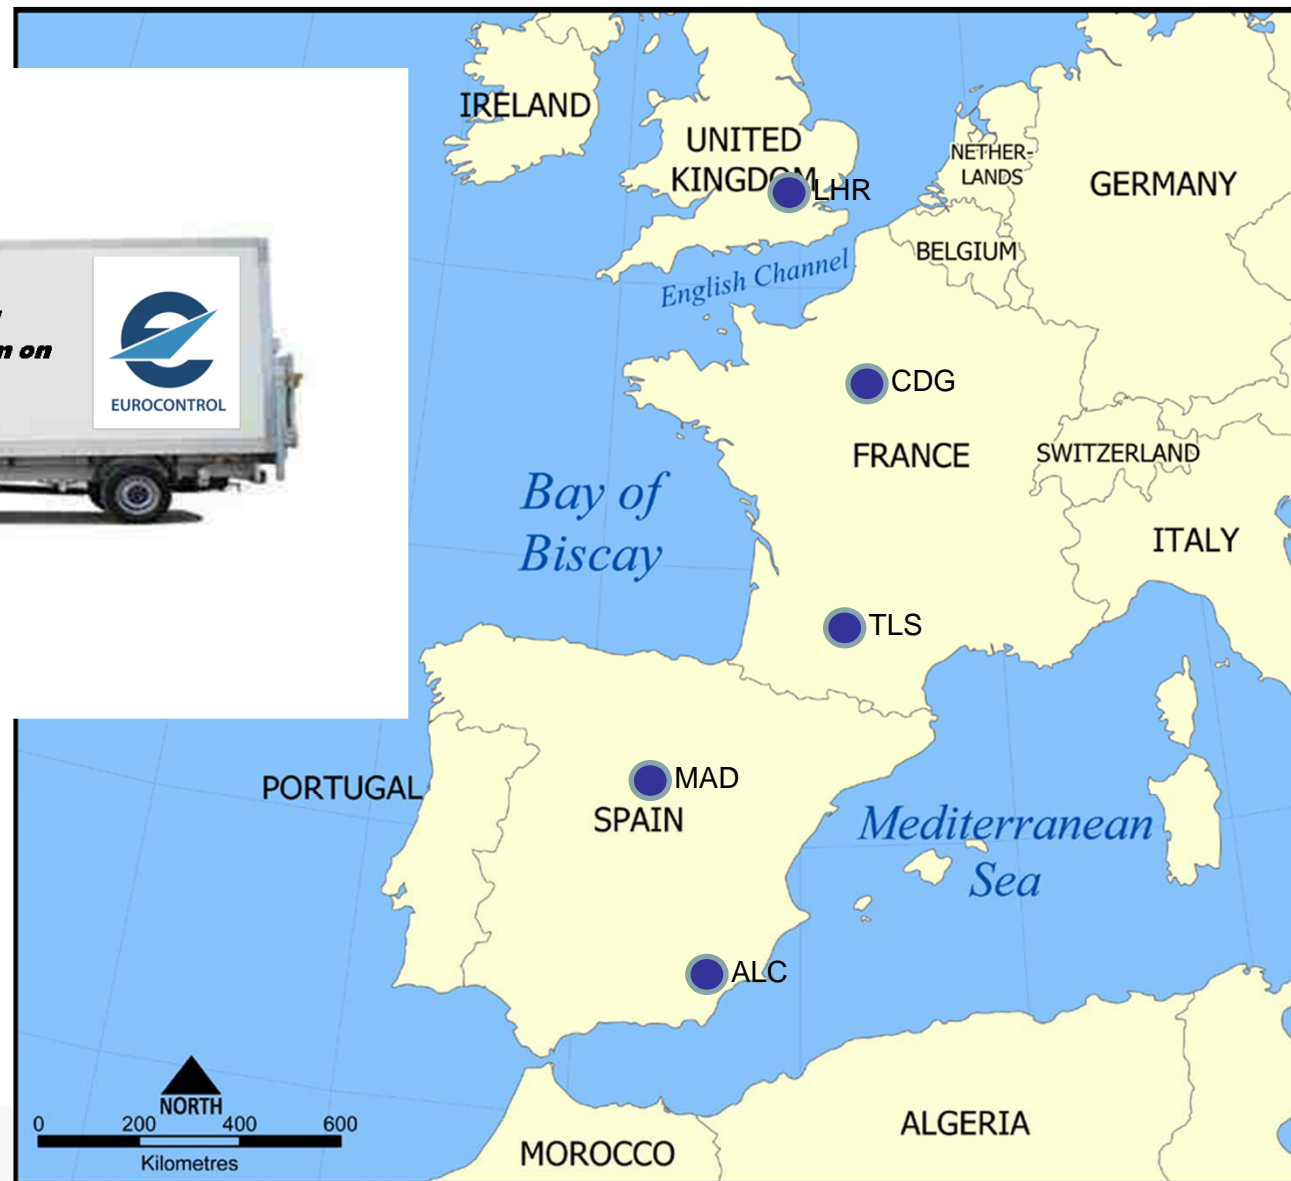 IRELAND
UNITED
KINGDOM
LHR
NETHER-
LANDS
GERMANY
BELGIUM
English Channel
on
EUROCONTROL
CDG
FRANCE
SWITZERLAND
Bay of
Biscay
ITALY
TLS
PORTUGAL
MAD
SPAIN
Mediterranean
Sea
ALC
NORTH
0 200 400 600
Kilometres
MOROCCO
ALGERIA